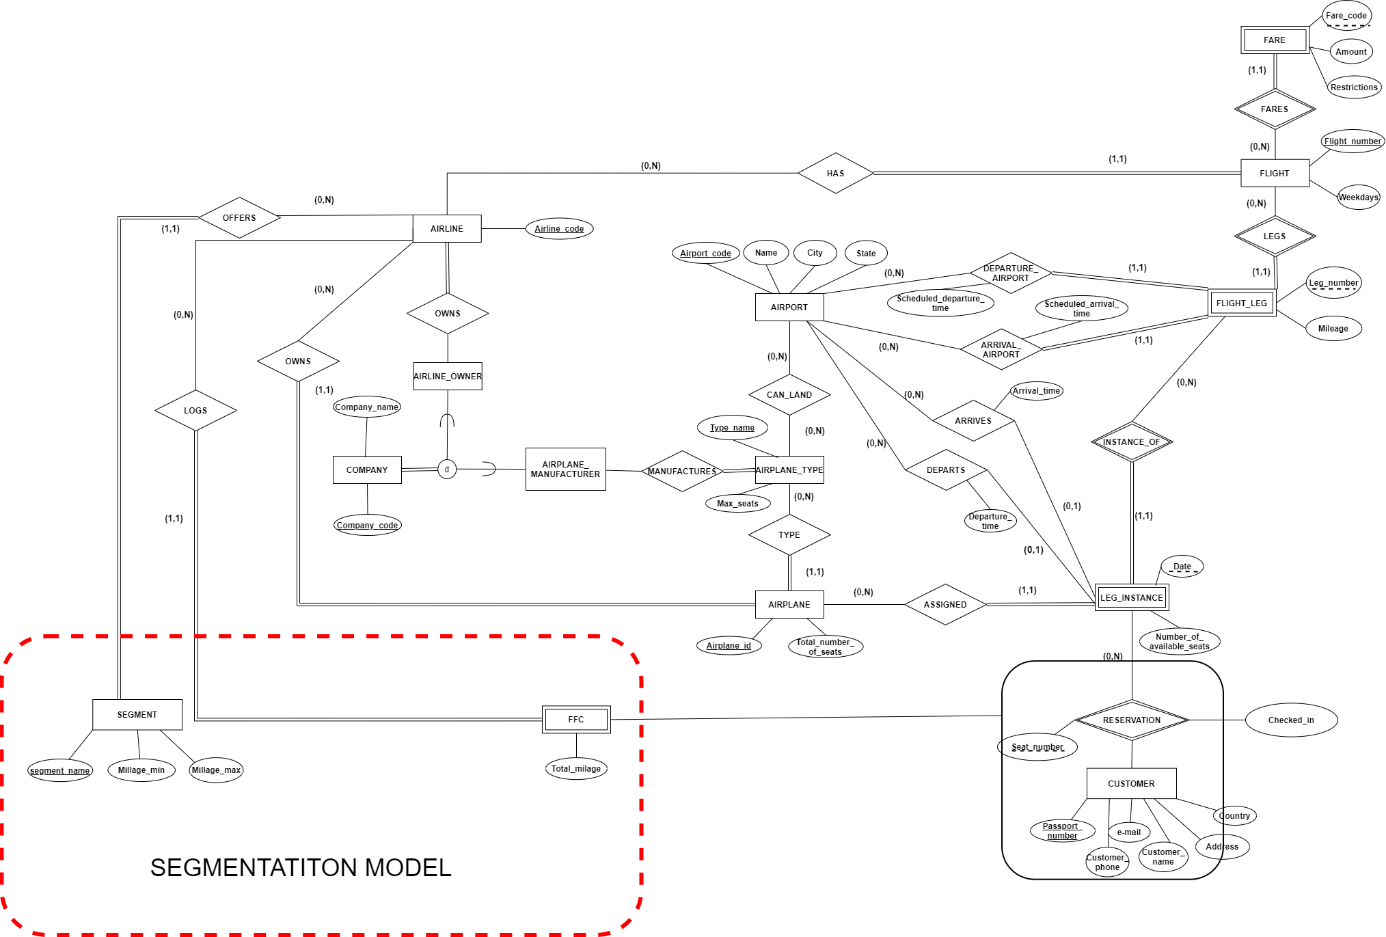 Fare_code
FARE
Amount
(1,1)
Restrictions
FARES
Flight_number
(0,N)
(0,N)
(1,1)
HAS
FLIGHT
Weekdays
(0,N)
(0,N)
OFFERS
(1,1)
AIRLINE
Airline_code
LEGS
Airport_code
Name
City
State
(0,N)
DEPARTURE_
AIRPORT
(1,1)
(1,1)
Leg_number
(0,N)
Scheduled_departure_
time
Scheduled_arrival_
time
FLIGHT_LEG
AIRPORT
(0,N)
OWNS
Mileage
(0,N)
ARRIVAL_
AIRPORT
(1,1)
(0,N)
OWNS
AIRLINE_OWNER
(0,N)
(1,1)
Arrival_time
(0,N)
CAN_LAND
LOGS
Company_name
Type_name
(0,N)
ARRIVES
(0,N)
(0,N)
INSTANCE_OF
COMPANY
d
AIRPLANE_
MANUFACTURER
MANUFACTURES
AIRPLANE_TYPE
DEPARTS
(0,N)
Max_seats
(0,1)
(1,1)
(1,1)
Company_code
Departure_
time
TYPE
(0,1)
(1,1)
Date
(0,N)
(1,1)
AIRPLANE
ASSIGNED
LEG_INSTANCE
Airplane_id
Total_number_
of_seats
Number_of_
available_seats
(0,N)
SEGMENT
FFC
RESERVATION
Checked_in
Seat_number
segment_name
Millage_min
Millage_max
Total_milage
CUSTOMER
Country
Passport_
number
e-mail
Customer_
phone
Customer_
name
Address
SEGMENTATITON MODEL